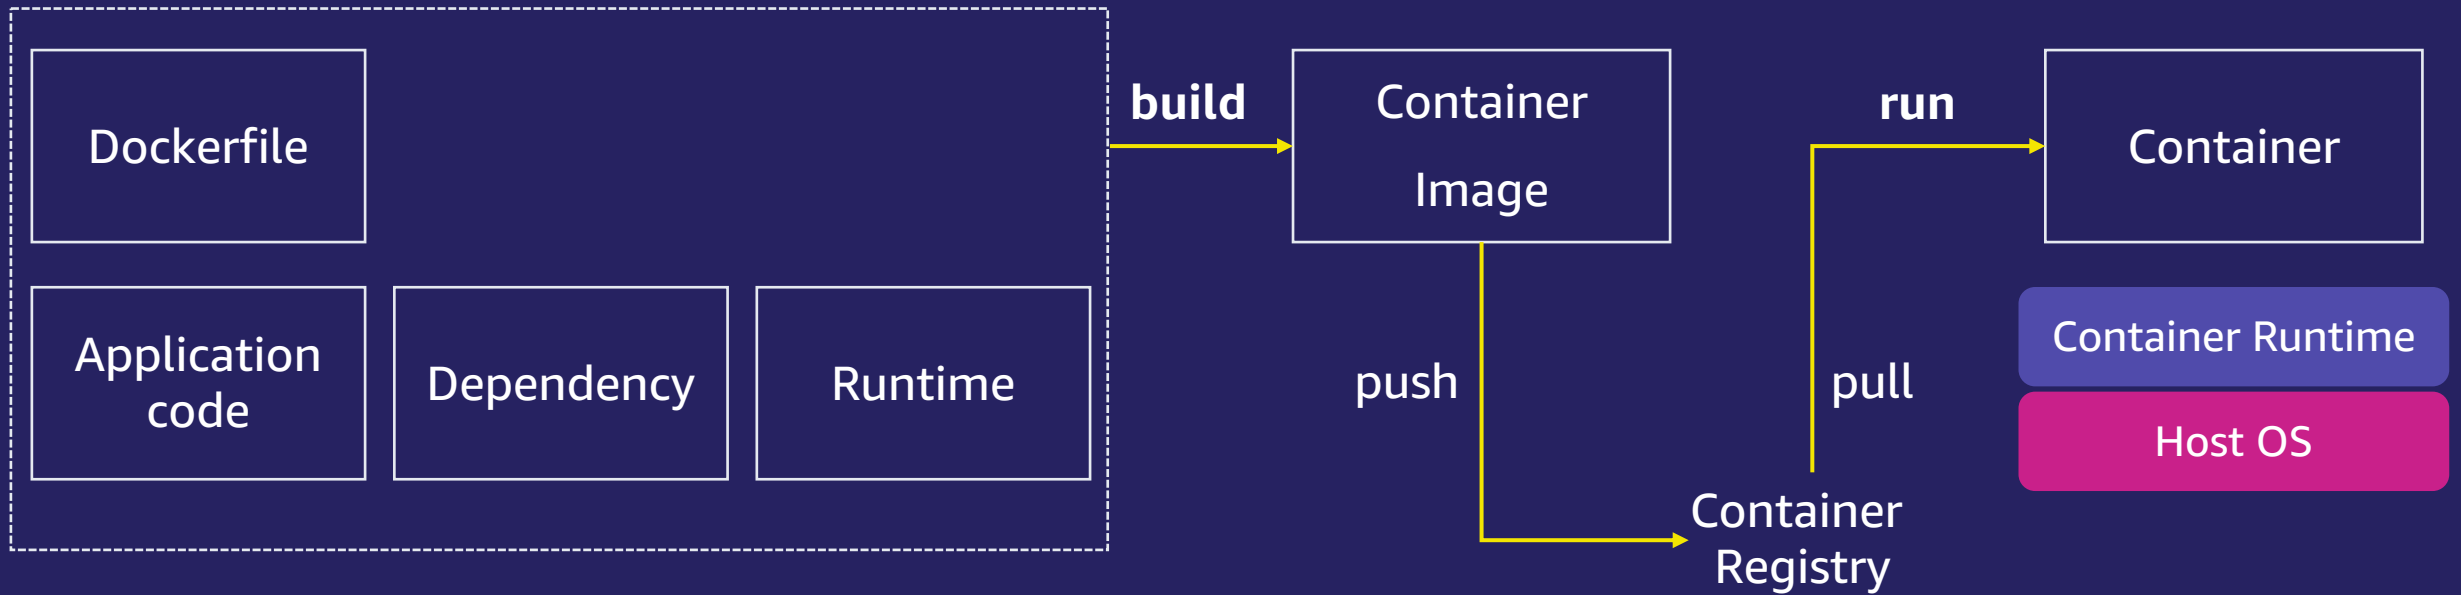 Dockerfile
Application
code
Dependency
Runtime
build
Container
Image
push
Container
Registry
pull
run
Container
Container Runtime
Host OS